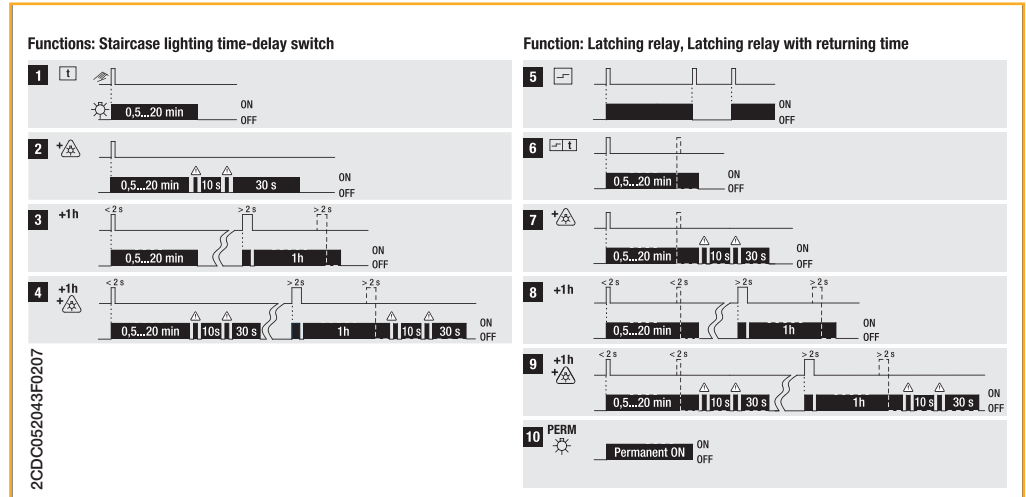 Functions: Staircase lighting time-delay switch
1 t
0,5...20 min ON
OFF
2 +
0,5...20 min 10 s 30 s ON
OFF
3 +1h < 2 s > 2 s > 2 s
0,5...20 min 1h ON
OFF
4 +1h + < 2s > 2s > 2s
0,5...20 min 10s 30 s 1h 10 s 30 s ON
OFF
2CDC052043F0207
Function: Latching relay, Latching relay with returning time
5
ON
OFF
6 t
0,5...20 min ON
OFF
7 +
0,5...20 min 10 s 30 s ON
OFF
8 +1h < 2 s < 2 s > 2 s > 2 s
0,5...20 min 1h ON
OFF
9 +1h + < 2 s < 2 s > 2 s > 2 s
0,5...20 min 10 s 30 s 1h 10 s 30 s ON
OFF
10 PERM
Permanent ON ON
OFF